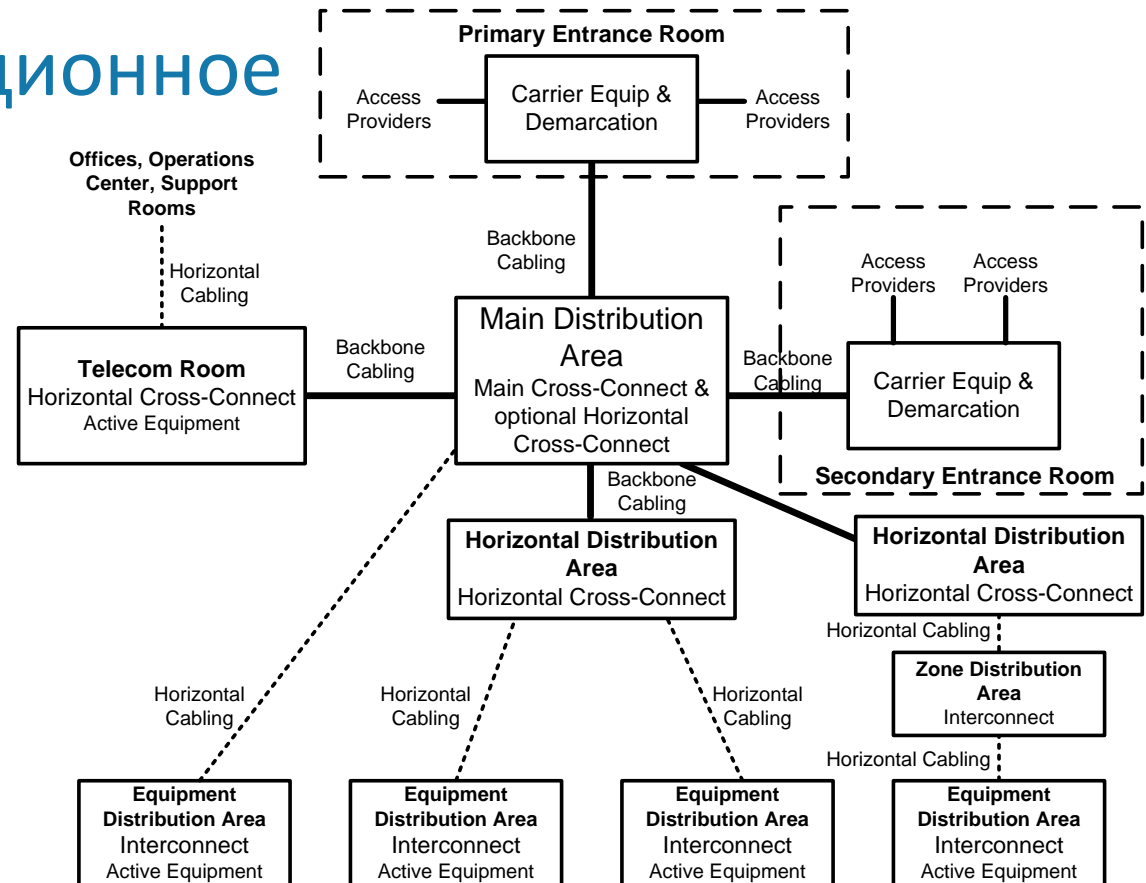 ционное
Primary Entrance Room
Access
Providers
Carrier Equip &
Demarcation
Access
Providers
Offices, Operations
Center, Support
Rooms
Horizontal
Cabling
Backbone
Cabling
Access
Providers
Access
Providers
Telecom Room
Horizontal Cross-Connect
Active Equipment
Backbone
Cabling
Main Distribution
Area
Main Cross-Connect &
optional Horizontal
Cross-Connect
Backbone
Cabling
Carrier Equip &
Demarcation
Secondary Entrance Room
Backbone
Cabling
Horizontal Distribution
Area
Horizontal Cross-Connect
Horizontal Distribution
Area
Horizontal Cross-Connect
Horizontal Cabling
Zone Distribution
Area
Interconnect
Horizontal
Cabling
Horizontal
Cabling
Horizontal
Cabling
Horizontal Cabling
Equipment
Distribution Area
Interconnect
Active Equipment
Equipment
Distribution Area
Interconnect
Active Equipment
Equipment
Distribution Area
Interconnect
Active Equipment
Equipment
Distribution Area
Interconnect
Active Equipment